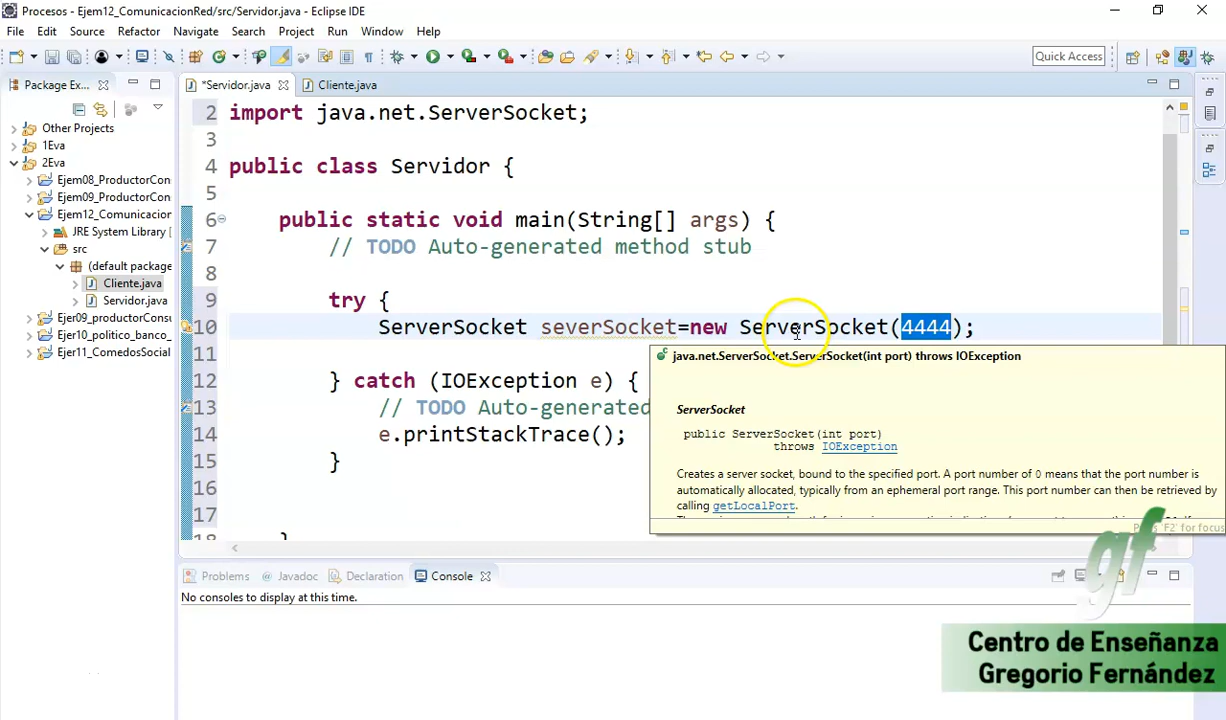 Procesos - Ejem12_ComunicacionRed/src/Servidor.java - Eclipse IDE
File Edit Source Refactor Navigate Search Project Run Window Help
Quick Access
Package Ex...
*Servidor.java
Cliente.java
Other Projects
1Eva
2Eva
Ejem08_ProductorCon
Ejem09_ProductorCon
Ejem12_Comunicacion
JRE System Library [
src
(default package
Cliente.java
Servidor.java
Ejer09_productorConsu
Ejer10_politico_banco_
Ejer11_ComedosSocial
2 import java.net.ServerSocket;
3
4 public class Servidor {
5
6 public static void main(String[] args) {
7 // TODO Auto-generated method stub
8
9 try {
10 ServerSocket severSocket=new ServerSocket(4444);
11
12 } catch (IOException e) {
13 // TODO Auto-generated
14 e.printStackTrace();
15 }
16
17
18 }
java.net.ServerSocket.ServerSocket(int port) throws IOException
ServerSocket
public ServerSocket(int port)
throws IOException
Creates a server socket, bound to the specified port. A port number of 0 means that the port number is
automatically allocated, typically from an ephemeral port range. This port number can then be retrieved by
calling getLocalPort.
'F2' for focus
Problems Javadoc Declaration Console
No consoles to display at this time.
gf
Centro de Enseñanza
Gregorio Fernández